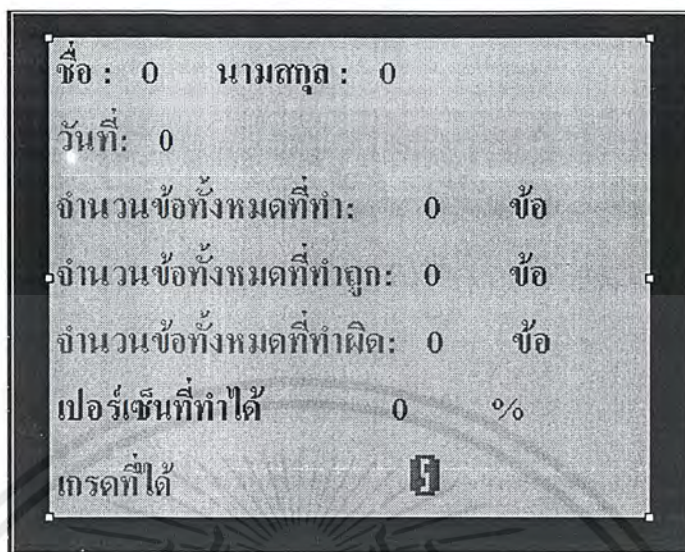 ชื่อ : 0 นามสกุล : 0
วันที่: 0
จำนวนข้อทั้งหมดที่ทำ: 0 ข้อ
จำนวนข้อทั้งหมดที่ทำถูก: 0 ข้อ
จำนวนข้อทั้งหมดที่ทำผิด: 0 ข้อ
เปอร์เซ็นที่ทำได้ 0 %
เกรดที่ได้